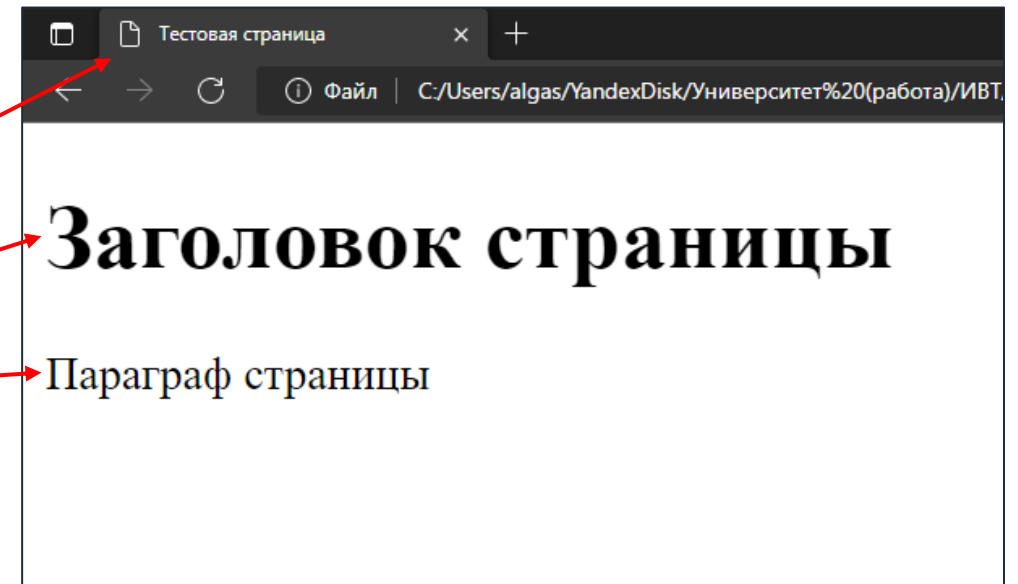 Тестовая страница
Файл C:/Users/algas/YandexDisk/Университет%20(работа)/ИВТ
Заголовок страницы
Параграф страницы